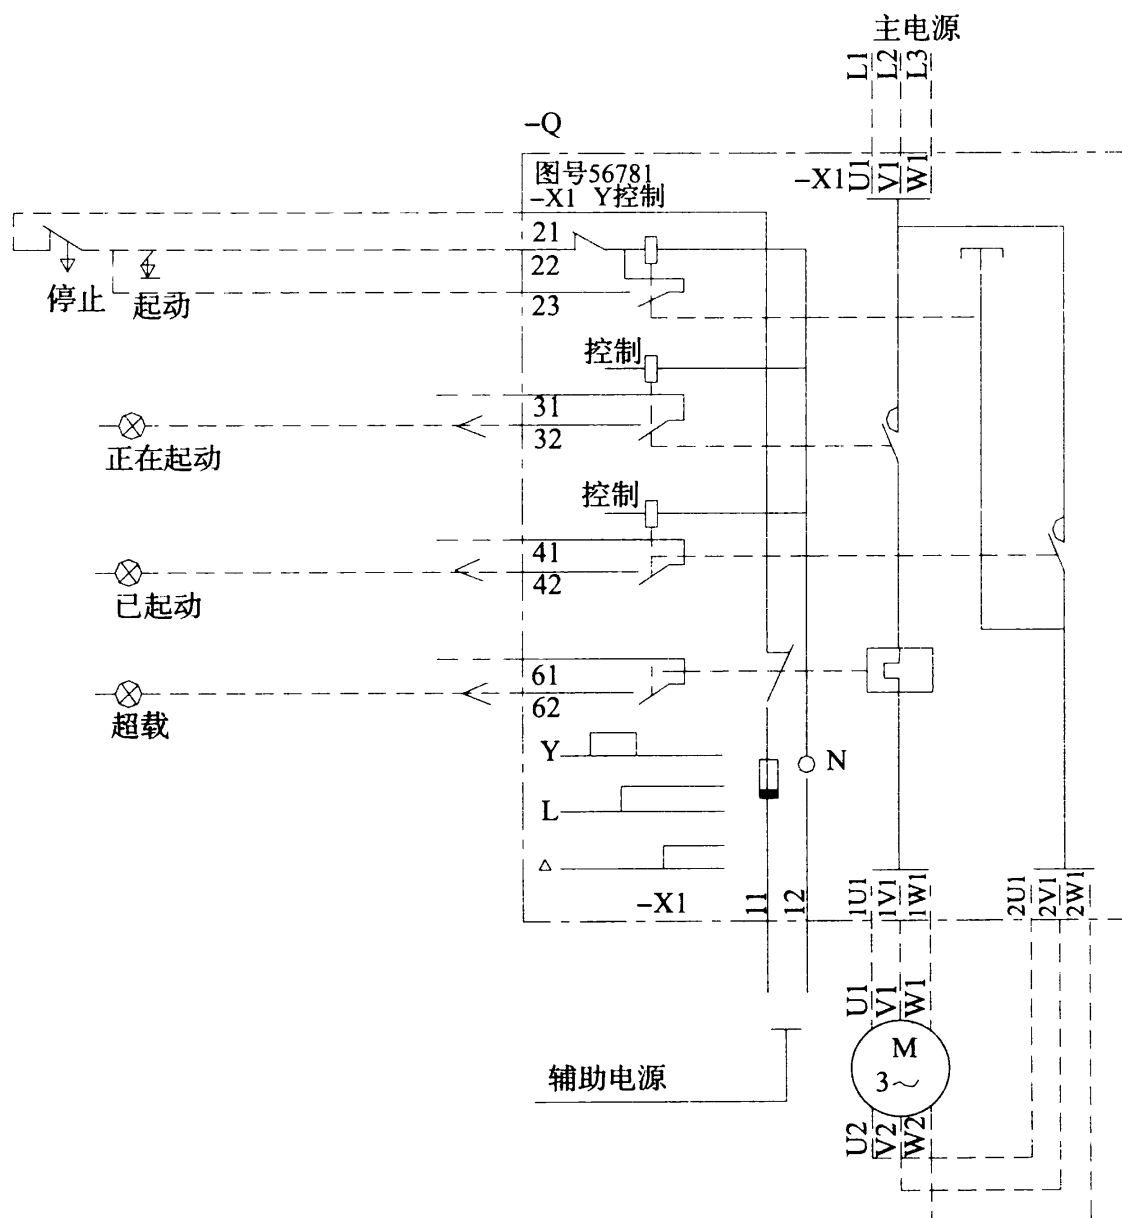 主电源
L1
L2
L3
-Q
图号56781
-X1 Y控制
-X1
U1
V1
W1
21
22
23
停止
起动
控制
31
32
正在起动
控制
41
42
已起动
61
62
超载
Y
N
L
△
-X1
11
12
1U1
1V1
1W1
2U1
2V1
2W1
U1
V1
W1
M
3～
辅助电源
U2
V2
W2